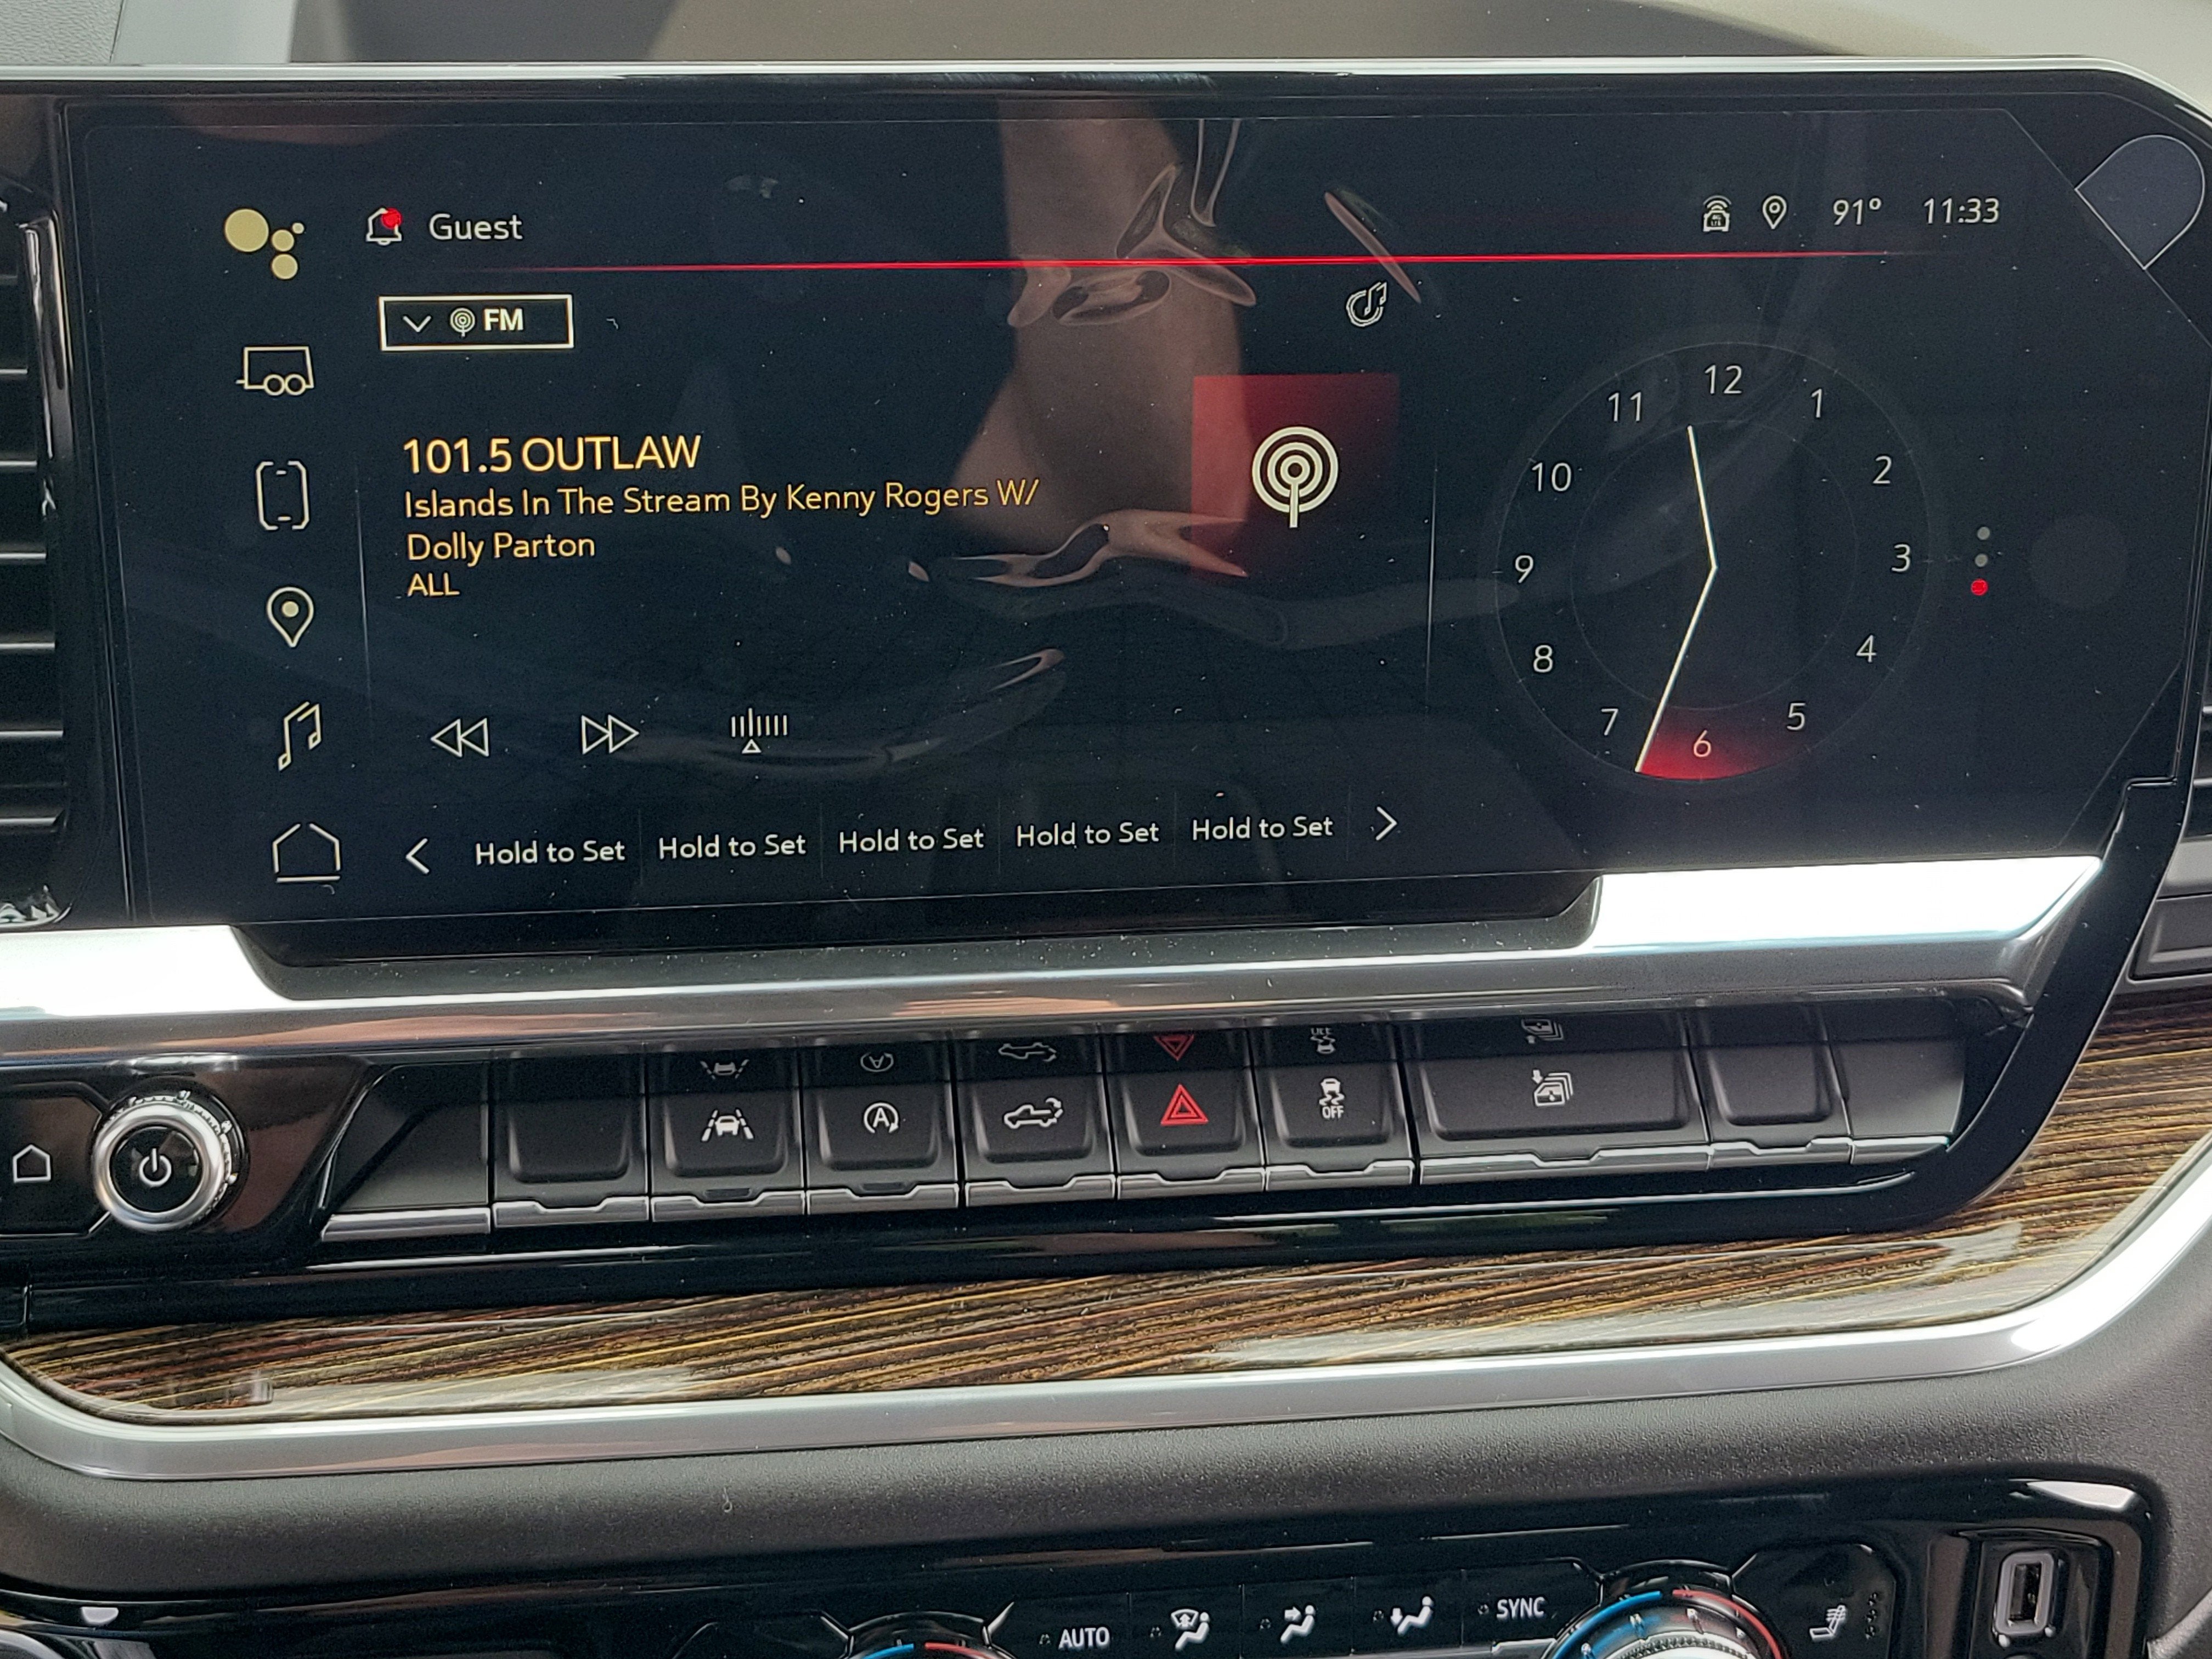 Guest
91° 11:33
FM
101.5 OUTLAW
Islands In The Stream By Kenny Rogers W/
Dolly Parton
ALL
12
1
2
3
4
5
6
7
8
9
10
11
Hold to Set Hold to Set Hold to Set Hold to Set Hold to Set
A
OFF
AUTO
SYNC